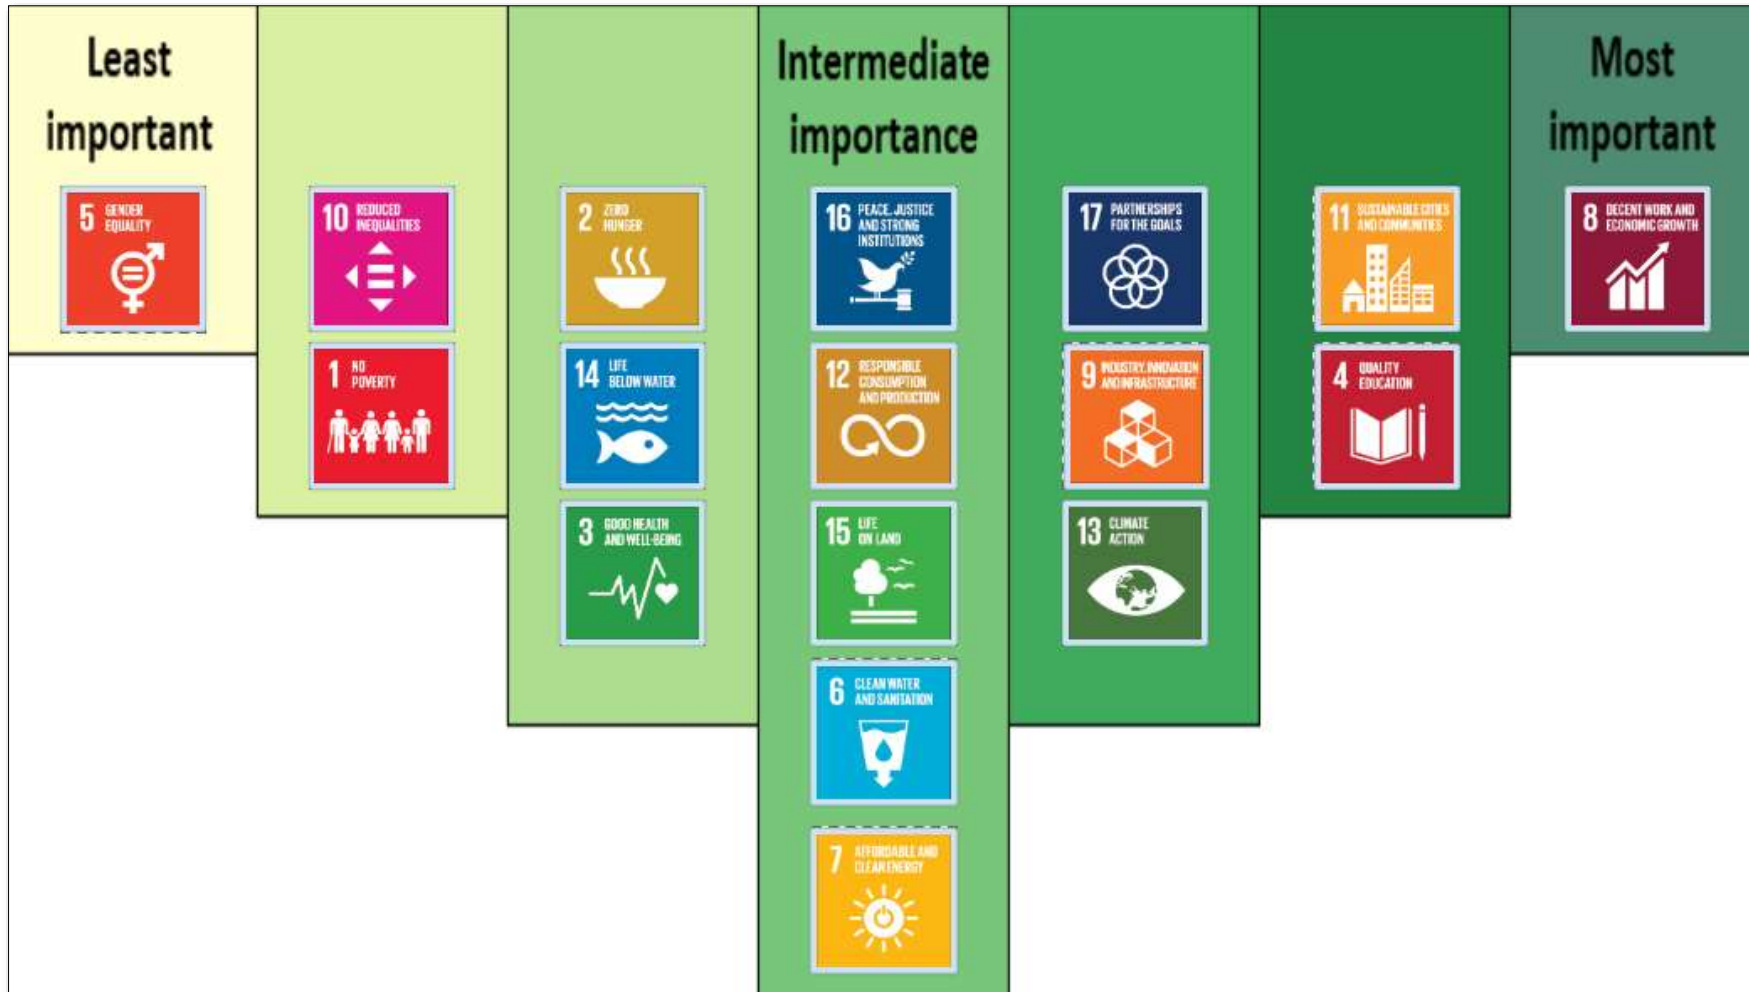 Least
important
Intermediate
importance
Most
important
5 GENDER
EQUALITY
10 REDUCED
INEQUALITIES
2 ZERO
HUNGER
16 PEACE, JUSTICE
AND STRONG
INSTITUTIONS
17 PARTNERSHIPS
FOR THE GOALS
11 SUSTAINABLE CITIES
AND COMMUNITIES
8 DECENT WORK AND
ECONOMIC GROWTH
1 NO
POVERTY
14 LIFE
BELOW WATER
12 RESPONSIBLE
CONSUMPTION
AND PRODUCTION
9 INDUSTRY, INNOVATION
AND INFRASTRUCTURE
4 QUALITY
EDUCATION
3 GOOD HEALTH
AND WELL-BEING
15 LIFE
ON LAND
13 CLIMATE
ACTION
6 CLEAN WATER
AND SANITATION
7 AFFORDABLE AND
CLEAN ENERGY